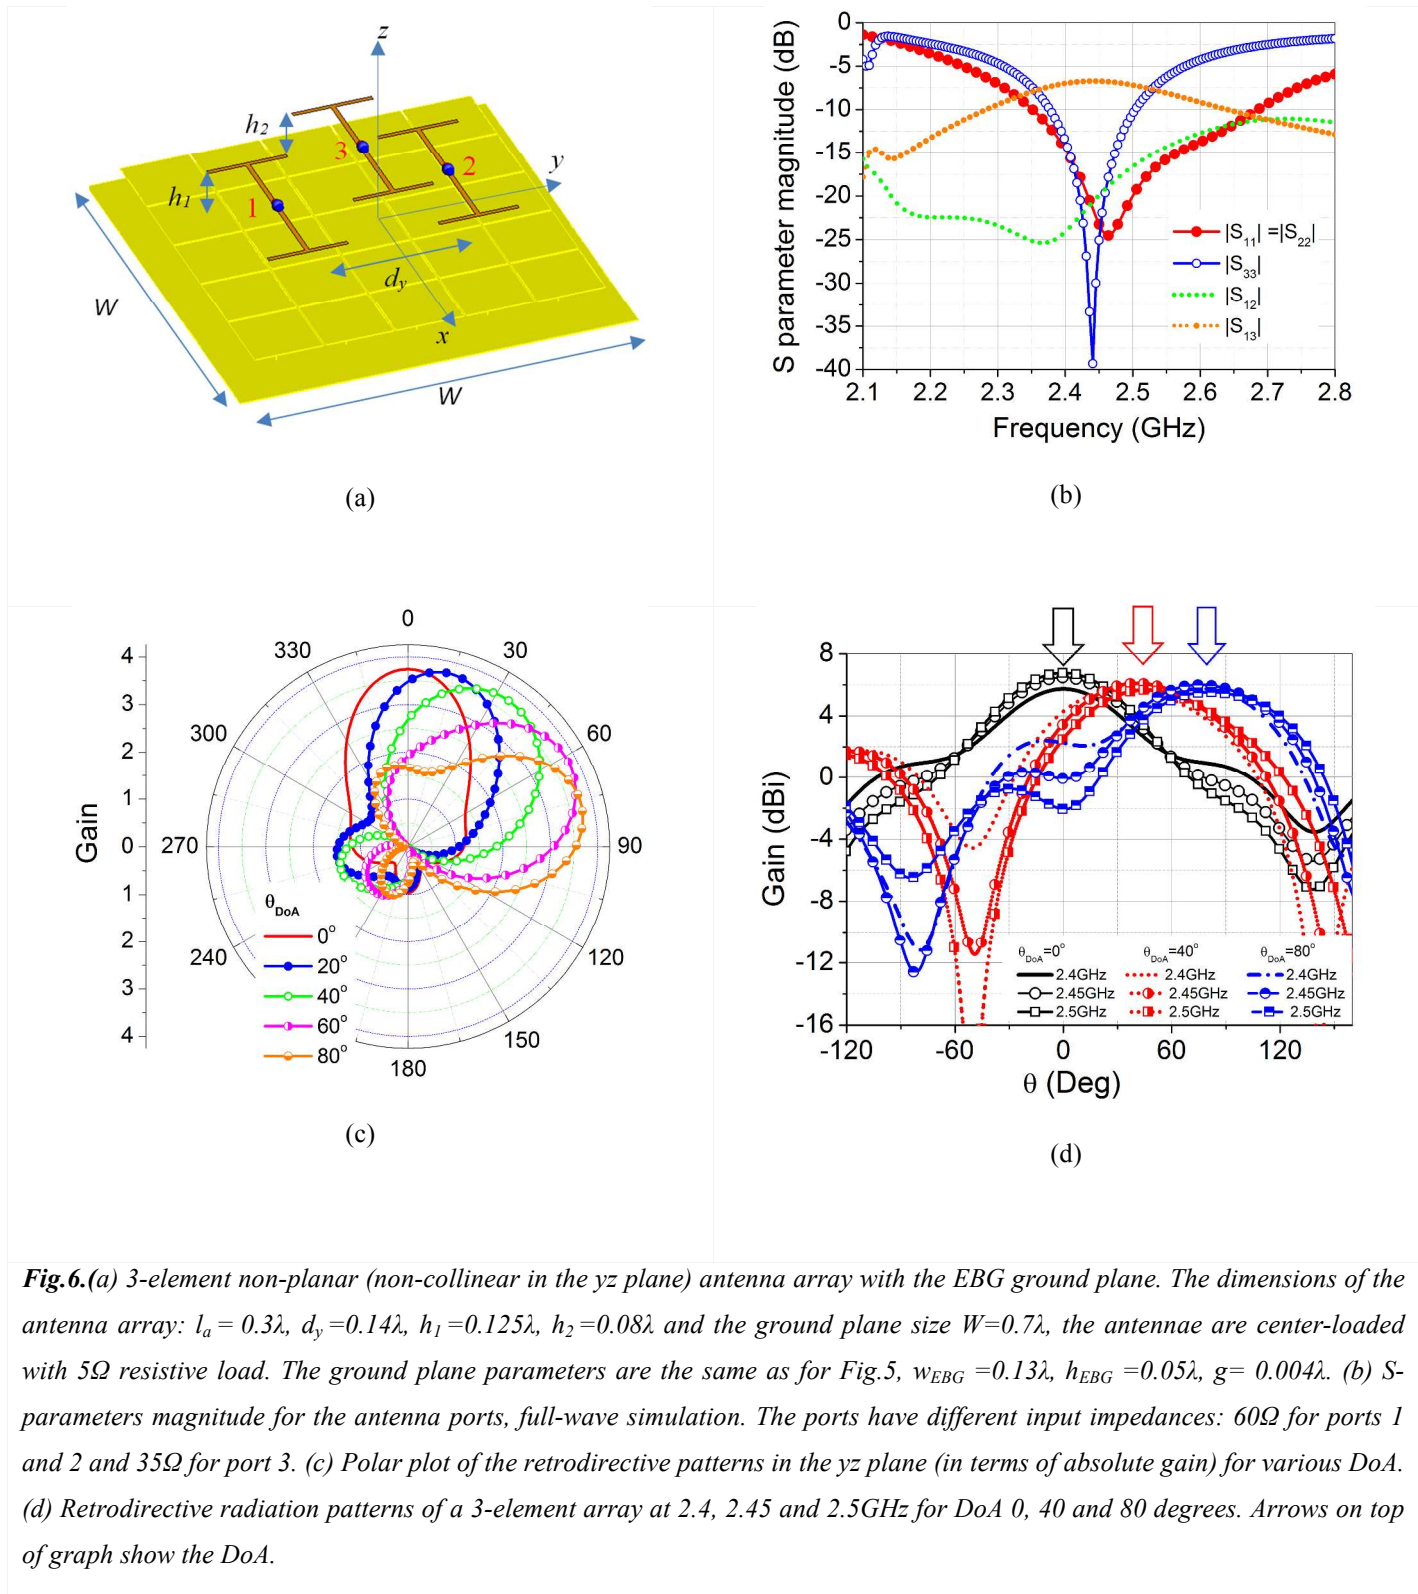 z
h2
3
2
y
h1
1
dy
W
x
W
(a)
S parameter magnitude (dB)
0
-5
-10
-15
-20
-25
-30
-35
-40
|S11| =|S22|
|S33|
|S12|
|S13|
2.1 2.2 2.3 2.4 2.5 2.6 2.7 2.8
Frequency (GHz)
(b)
0
330 30
300 60
270 90
240 120
150
180
Gain
4
3
2
1
0
1
2
3
4
θDoA
0°
20°
40°
60°
80°
(c)
Gain (dBi)
8
4
0
-4
-8
-12
-16
θDoA=0° θDoA=40° θDoA=80°
2.4GHz 2.4GHz 2.4GHz
2.45GHz 2.45GHz 2.45GHz
2.5GHz 2.5GHz 2.5GHz
-120 -60 0 60 120
θ (Deg)
(d)
Fig.6.(a) 3-element non-planar (non-collinear in the yz plane) antenna array with the EBG ground plane. The dimensions of the
antenna array: la = 0.3λ, dy =0.14λ, h1 =0.125λ, h2 =0.08λ and the ground plane size W=0.7λ, the antennae are center-loaded
with 5Ω resistive load. The ground plane parameters are the same as for Fig.5, wEBG =0.13λ, hEBG =0.05λ, g= 0.004λ. (b) S-
parameters magnitude for the antenna ports, full-wave simulation. The ports have different input impedances: 60Ω for ports 1
and 2 and 35Ω for port 3. (c) Polar plot of the retrodirective patterns in the yz plane (in terms of absolute gain) for various DoA.
(d) Retrodirective radiation patterns of a 3-element array at 2.4, 2.45 and 2.5GHz for DoA 0, 40 and 80 degrees. Arrows on top
of graph show the DoA.